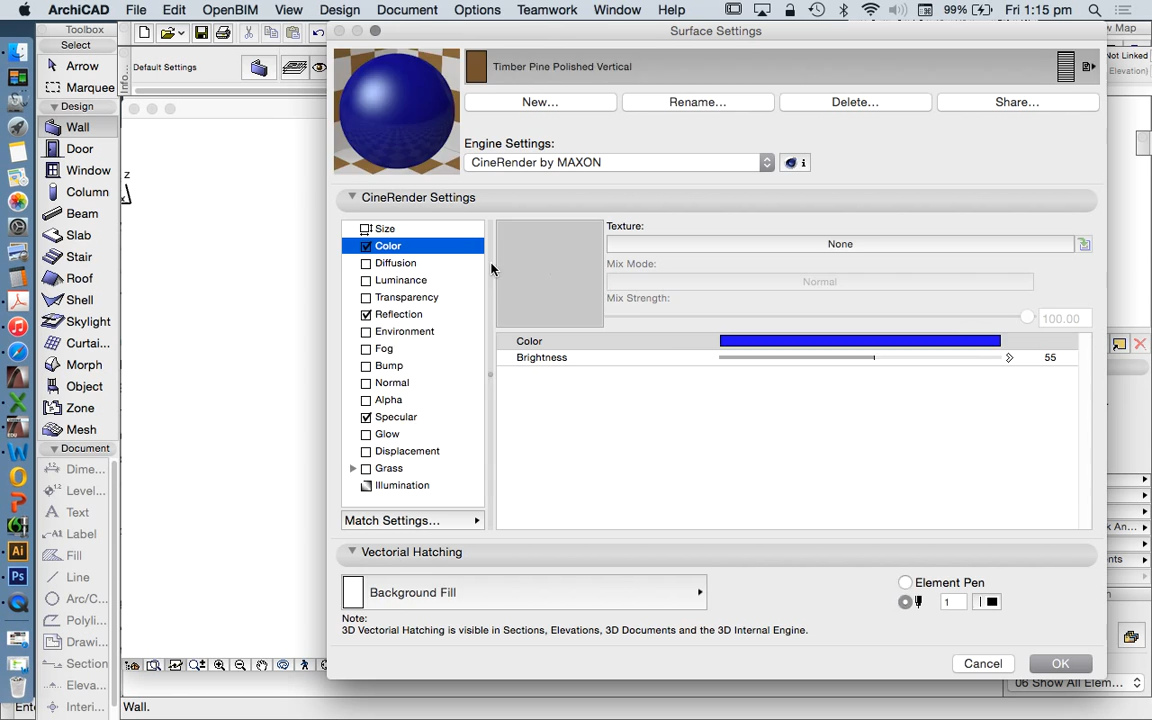 ArchiCAD File Edit OpenBIM View Design Document Options Teamwork Window Help 99% Fri 1:15 pm
Toolbox
Select
Arrow
Marquee
Design
Wall
Door
Window
Column
Beam
Slab
Stair
Roof
Shell
Skylight
Curtai...
Morph
Object
Zone
Mesh
Document
Dime...
Level...
Text
Label
Fill
Line
Arc/C...
Polyli...
Drawi...
Section
Eleva...
Interi...
Info...
Default Settings
z
x
Surface Settings
Timber Pine Polished Vertical
New... Rename... Delete... Share...
Engine Settings:
CineRender by MAXON
i
CineRender Settings
Size
Color
Diffusion
Luminance
Transparency
Reflection
Environment
Fog
Bump
Normal
Alpha
Specular
Glow
Displacement
Grass
Illumination
Match Settings...
Texture:
None
Mix Mode:
Normal
Mix Strength:
100.00
Color
Brightness 55
Vectorial Hatching
Background Fill
Element Pen
1
Note:
3D Vectorial Hatching is visible in Sections, Elevations, 3D Documents and the 3D Internal Engine.
Cancel OK
Map
Not Linked
Elevation)
An...
ents
06 Show All Elem...
Wall.